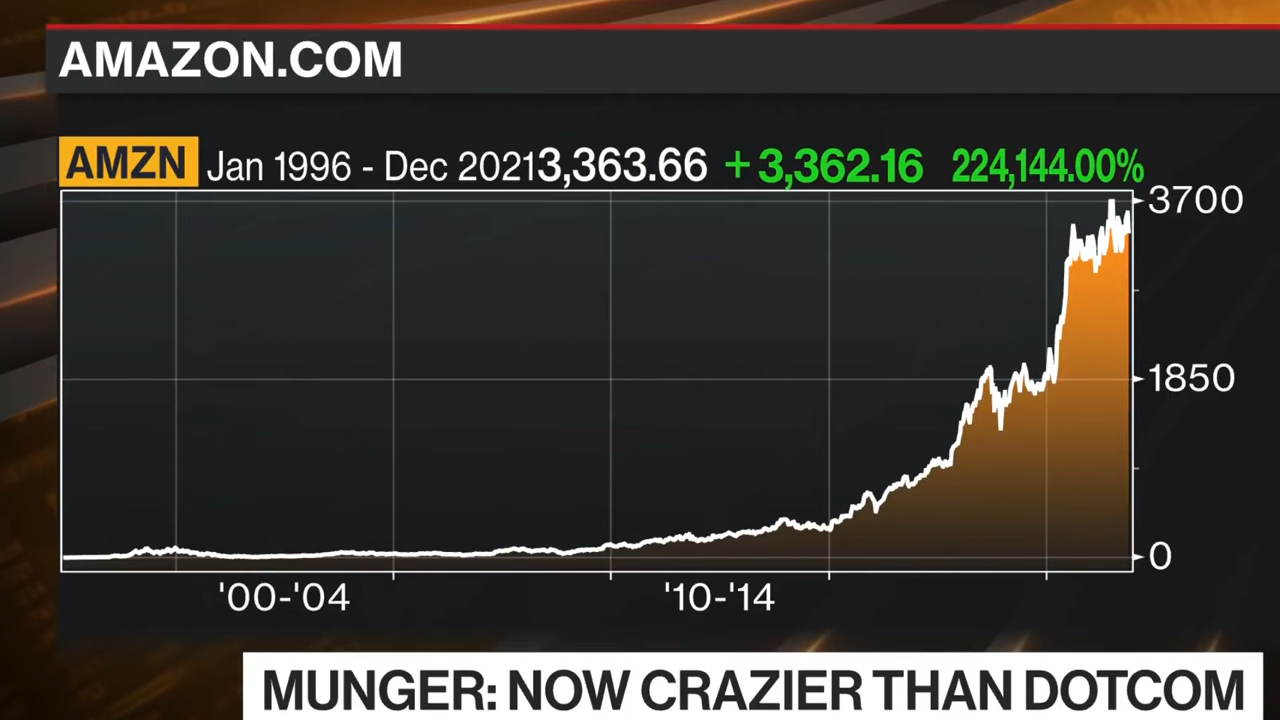 AMAZON.COM
AMZN Jan 1996 - Dec 2021 3,363.66 +3,362.16 224,144.00%
3700
1850
0
'00-'04 '10-'14
MUNGER: NOW CRAZIER THAN DOTCOM